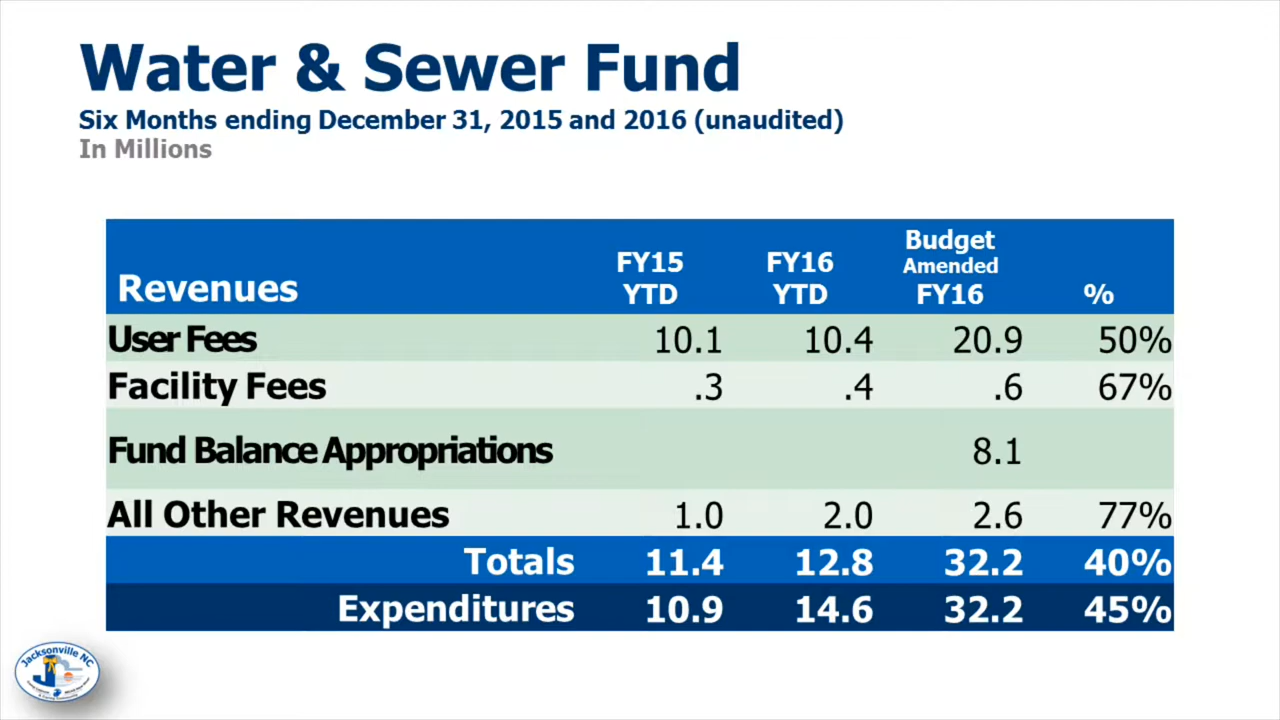 Water & Sewer Fund
Six Months ending December 31, 2015 and 2016 (unaudited)
In Millions
Revenues FY15 YTD FY16 YTD Budget Amended FY16 %
User Fees 10.1 10.4 20.9 50%
Facility Fees .3 .4 .6 67%
Fund Balance Appropriations 8.1
All Other Revenues 1.0 2.0 2.6 77%
Totals 11.4 12.8 32.2 40%
Expenditures 10.9 14.6 32.2 45%
Jacksonville NC